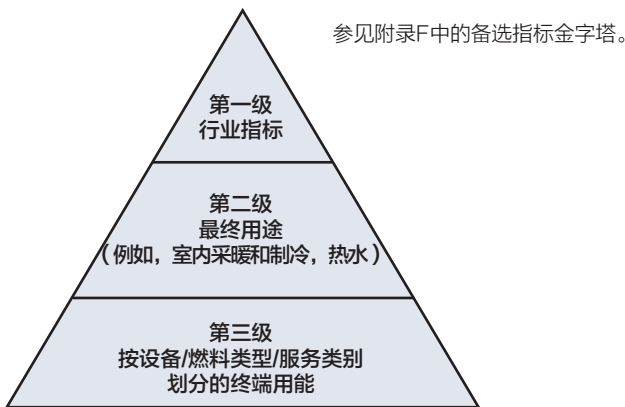 参见附录F中的备选指标金字塔。
第一级
行业指标
第二级
最终用途
（例如，室内采暖和制冷，热水）
第三级
按设备/燃料类型/服务类别
划分的终端用能